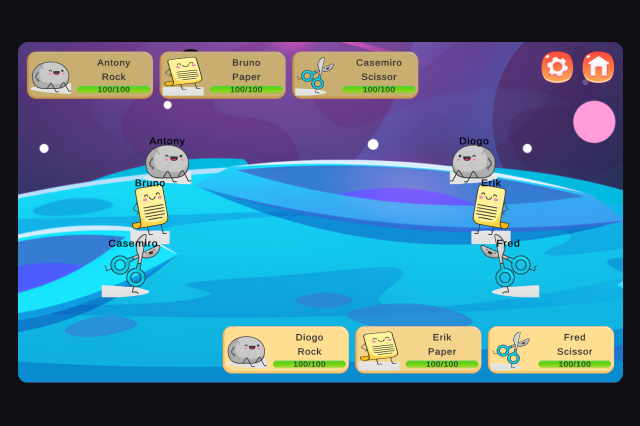 Antony
Rock
100/100
Bruno
Paper
100/100
Casemiro
Scissor
100/100
Antony
Diogo
Bruno
Erik
Casemiro
Fred
Diogo
Rock
100/100
Erik
Paper
100/100
Fred
Scissor
100/100